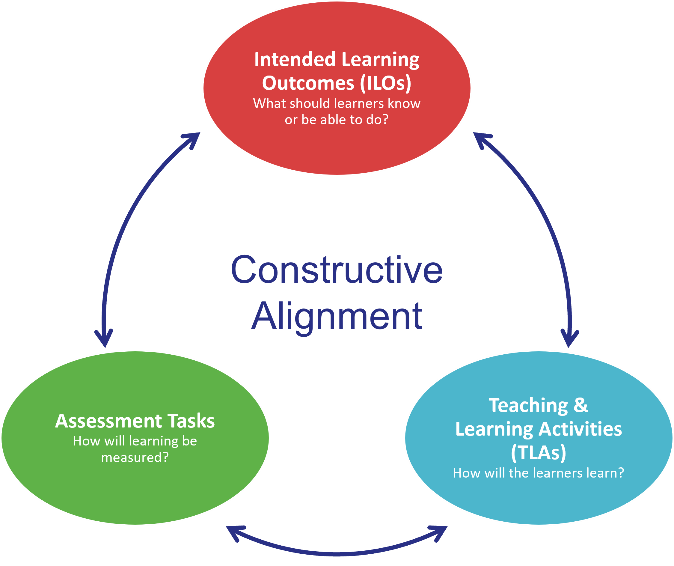 Intended Learning
Outcomes (ILOs)
What should learners know
or be able to do?
Constructive
Alignment
Assessment Tasks
How will learning be
measured?
Teaching &
Learning Activities
(TLAs)
How will the learners learn?